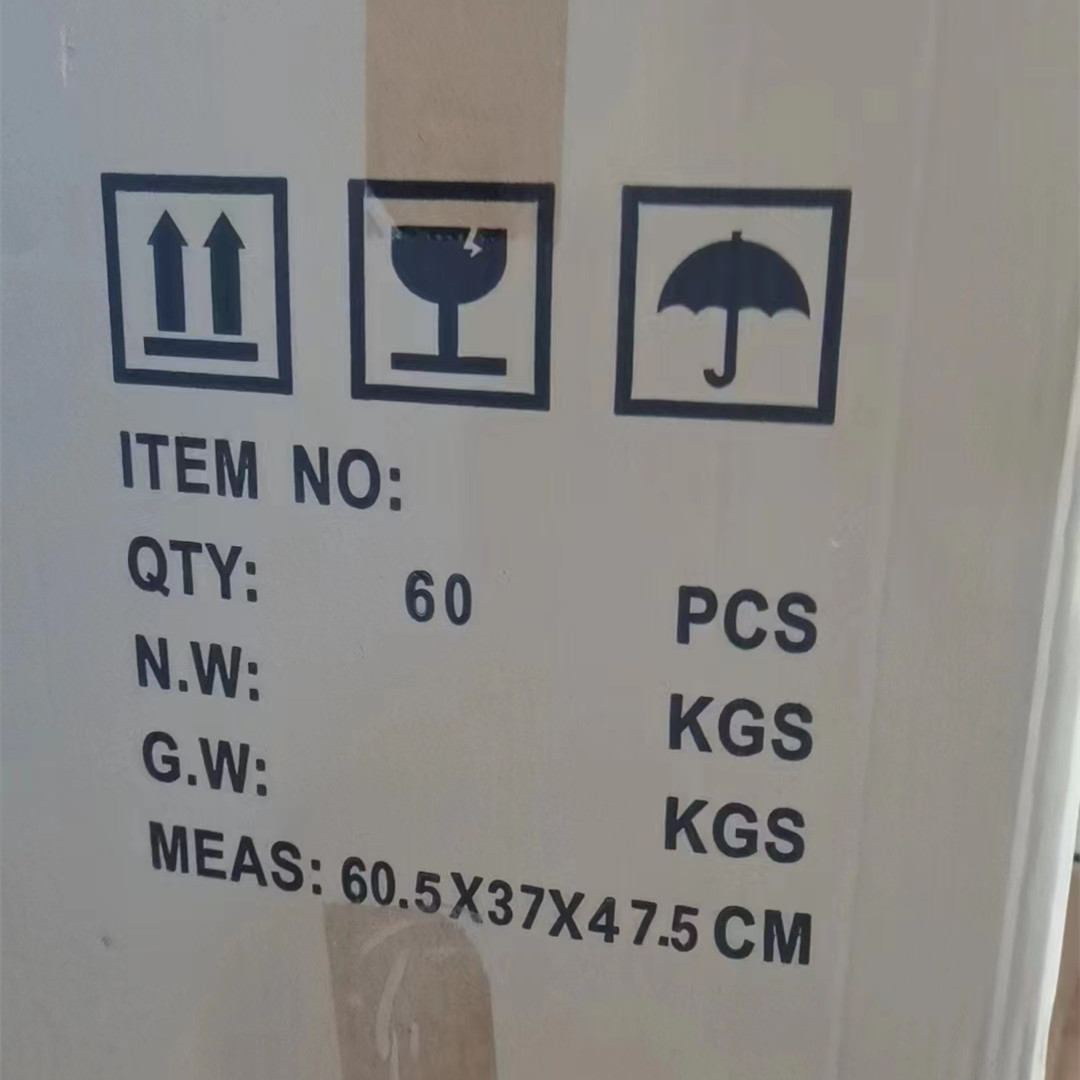 ITEM NO:
QTY: 60 PCS
N.W: KGS
G.W: KGS
MEAS: 60.5X37X47.5 CM